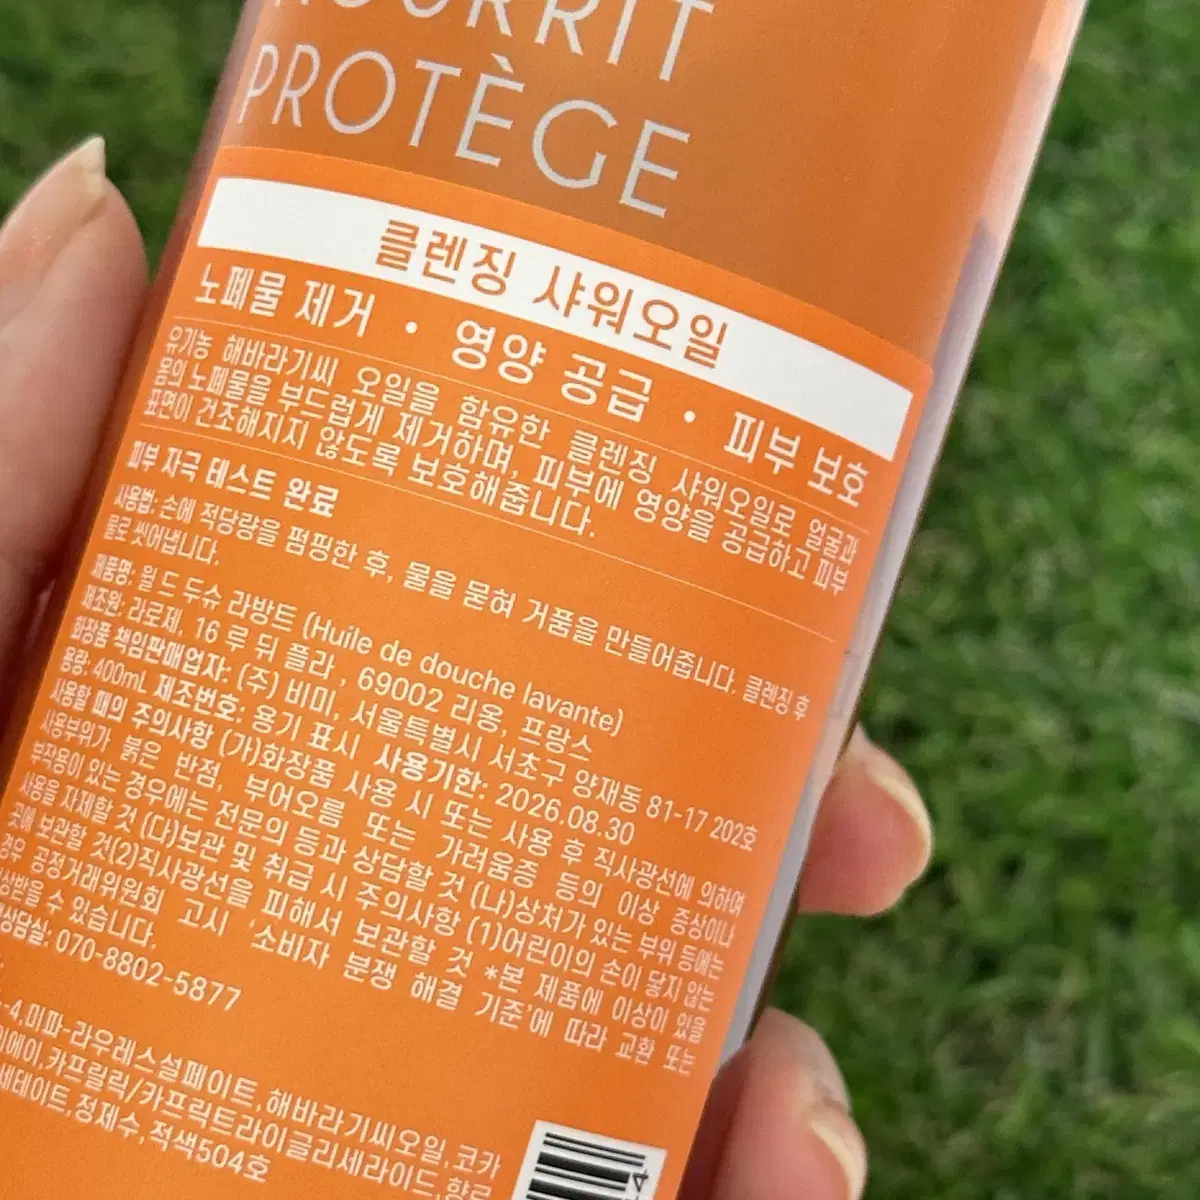 NOURRIT
PROTÈGE
클렌징 샤워오일
노폐물 제거 • 영양 공급 • 피부 보호
유기농 해바라기씨 오일을 함유한 클렌징 샤워오일로 얼굴과
몸의 노폐물을 부드럽게 제거하며, 피부에 영양을 공급하고 피부
표면이 건조해지지 않도록 보호해줍니다.
피부 자극 테스트 완료
사용법: 손에 적당량을 펌핑한 후, 물을 묻혀 거품을 만들어줍니다. 클렌징 후
물로 씻어냅니다.
제품명: 윌 드 두슈 라방트 (Huile de douche lavante)
제조원: 라로제, 16 루 뒤 플라, 69002 리옹, 프랑스
화장품 책임판매업자: (주) 비미, 서울특별시 서초구 양재동 81-17 202호
용량: 400mL 제조번호: 용기 표시 사용기한: 2026.08.30
사용할 때의 주의사항 (가)화장품 사용 시 또는 사용 후 직사광선에 의하여
사용부위가 붉은 반점, 부어오름 또는 가려움증 등의 이상 증상이나
부작용이 있는 경우에는 전문의 등과 상담할 것 (나)상처가 있는 부위 등에는
사용을 자제할 것 (다)보관 및 취급 시 주의사항 (1)어린이의 손이 닿지 않는
곳에 보관할 것(2)직사광선을 피해서 보관할 것 *본 제품에 이상이 있을
경우 공정거래위원회 고시 '소비자 분쟁 해결 기준'에 따라 교환 또는
상받을 수 있습니다.
상담실: 070-8802-5877
-4,미파-라우레스설페이트,해바라기씨오일,코카
이에이,카프릴릭/카프릭트라이글리세라이드,향료
세테이트,정제수,적색504호